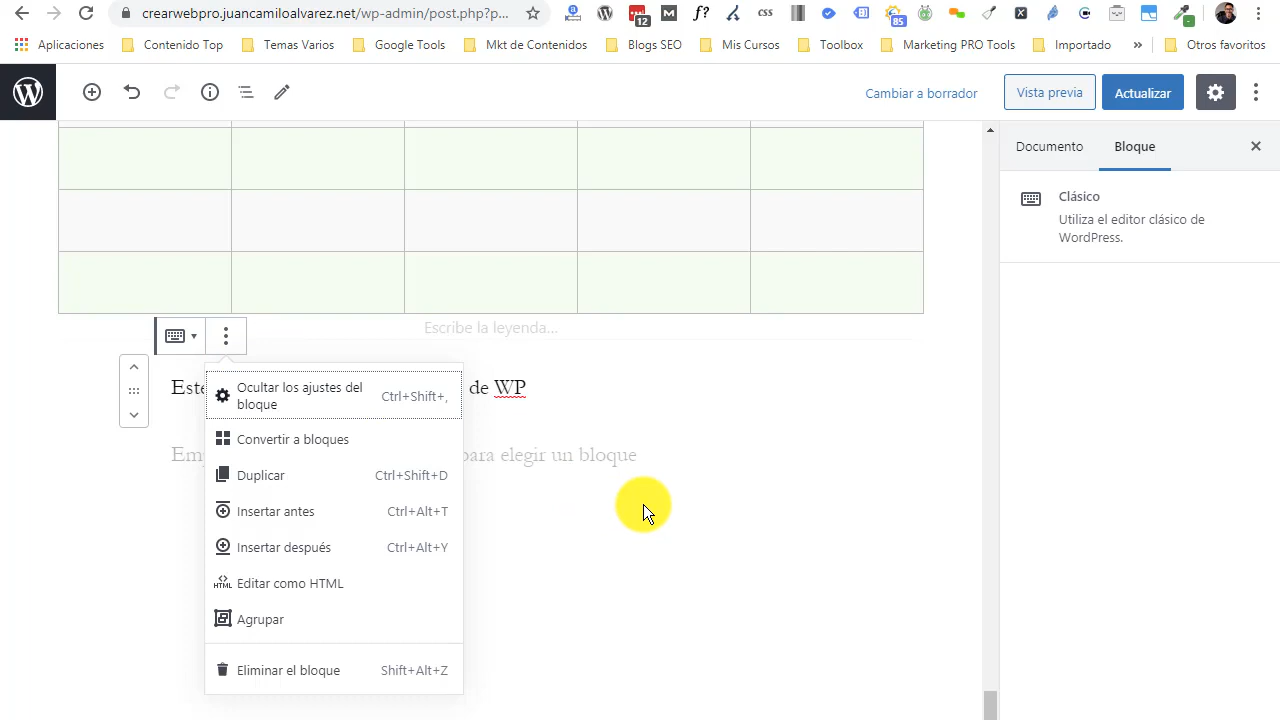 crearwebpro.juancamiloalvarez.net/wp-admin/post.php?p...
12
M
f?
css
85
X
C
-
Aplicaciones
Contenido Top
Temas Varios
Google Tools
Mkt de Contenidos
Blogs SEO
Mis Cursos
Toolbox
Marketing PRO Tools
Importado
»
Otros favoritos
Cambiar a borrador
Vista previa
Actualizar
Documento
Bloque
Clásico
Utiliza el editor clásico de
WordPress.
Escribe la leyenda...
de WP
para elegir un bloque
Ocultar los ajustes del
bloque
Ctrl+Shift+,
Convertir a bloques
Duplicar
Ctrl+Shift+D
Insertar antes
Ctrl+Alt+T
Insertar después
Ctrl+Alt+Y
HTML
Editar como HTML
Agrupar
Eliminar el bloque
Shift+Alt+Z